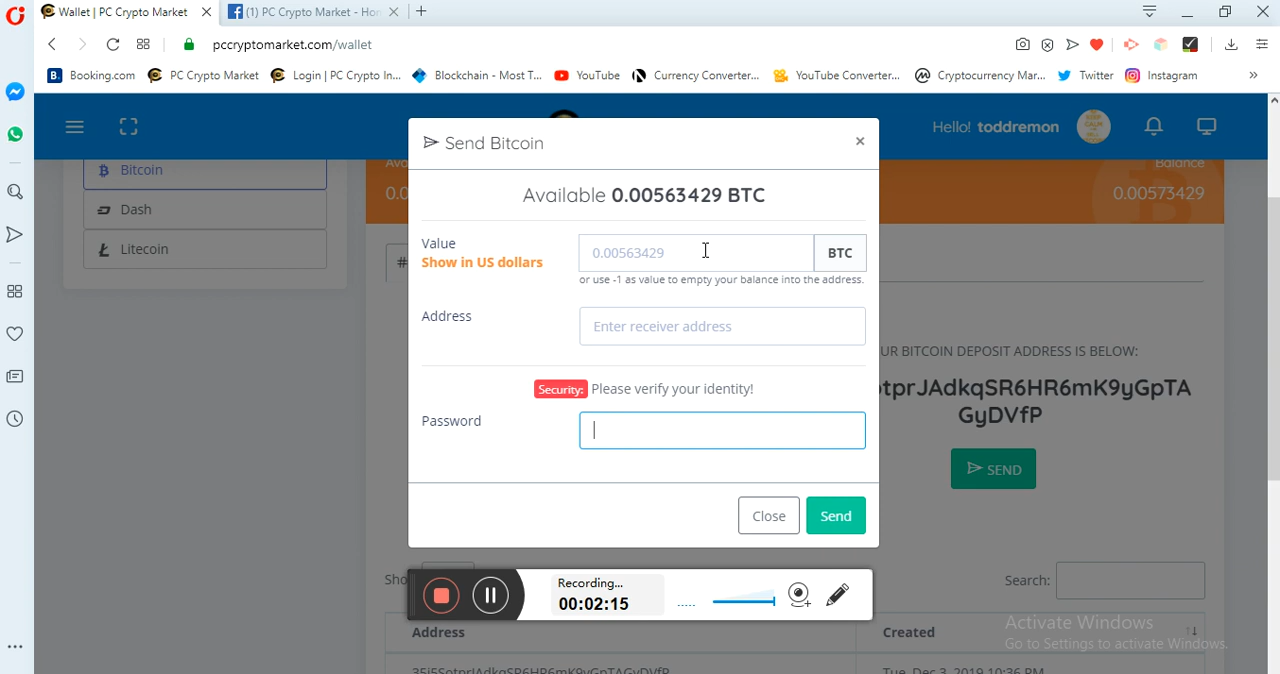 Wallet | PC Crypto Market
(1) PC Crypto Market - Hom
pccryptomarket.com/wallet
Booking.com
PC Crypto Market
Login | PC Crypto In...
Blockchain - Most T...
YouTube
Currency Converter...
YouTube Converter...
Cryptocurrency Mar...
Twitter
Instagram
Hello! toddremon
Bitcoin
Dash
Litecoin
Balance
0.00573429
Send Bitcoin
Available 0.00563429 BTC
Value
Show in US dollars
0.00563429
BTC
or use -1 as value to empty your balance into the address.
Address
Enter receiver address
Security: Please verify your identity!
Password
Close
Send
UR BITCOIN DEPOSIT ADDRESS IS BELOW:
otprJAdkqSR6HR6mK9yGpTA
GyDVfP
SEND
Sho
Search:
Recording...
00:02:15
Address
Created
Activate Windows
Go to Settings to activate Windows.